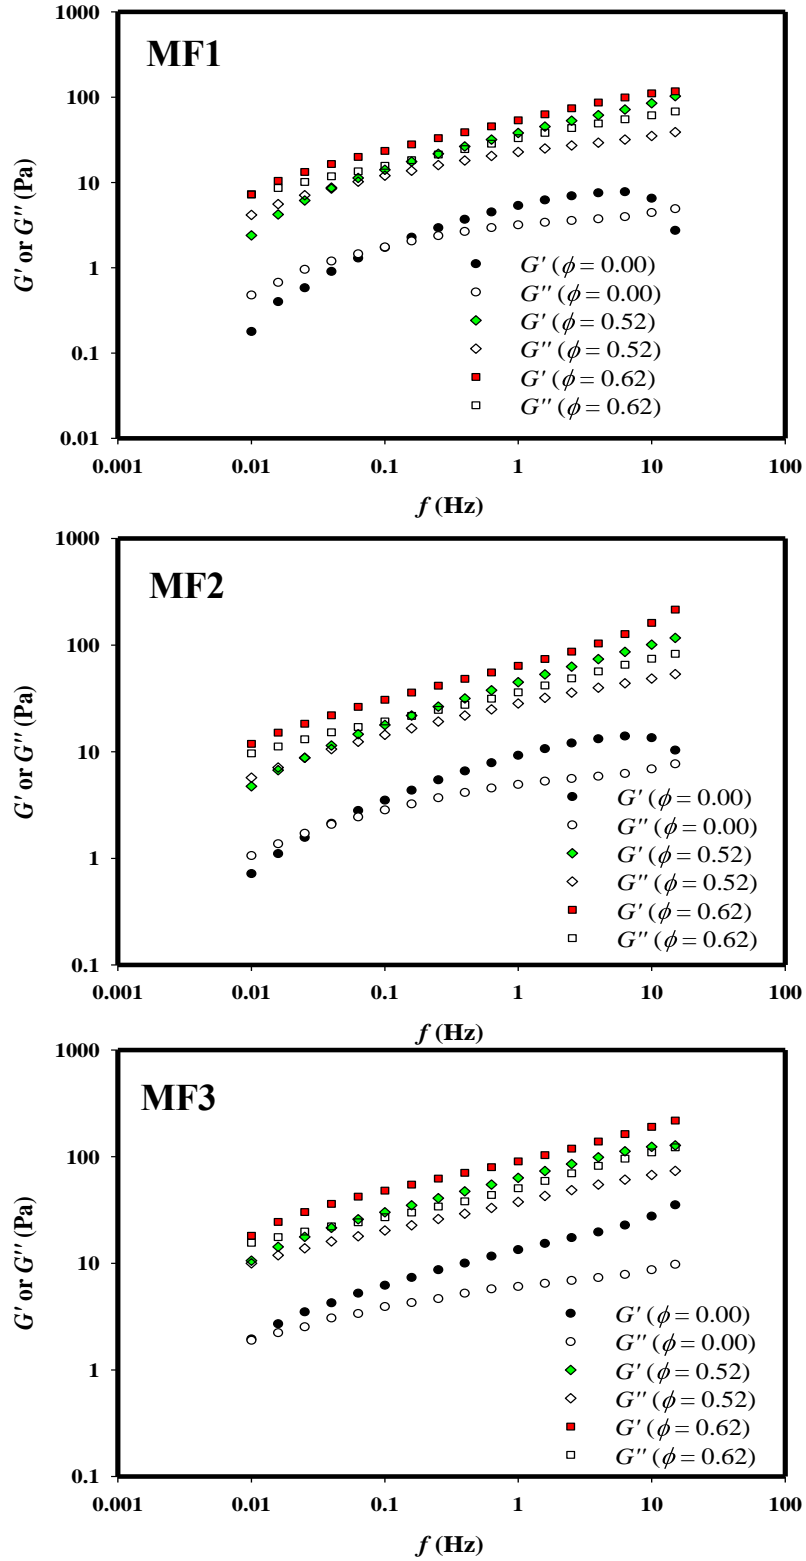 1000
MF1
100
10
1
0.1
0.01
G' or G'' (Pa)
G' (ϕ = 0.00)
G'' (ϕ = 0.00)
G' (ϕ = 0.52)
G'' (ϕ = 0.52)
G' (ϕ = 0.62)
G'' (ϕ = 0.62)
0.001 0.01 0.1 1 10 100
f (Hz)
1000
MF2
100
10
1
0.1
G' or G'' (Pa)
G' (ϕ = 0.00)
G'' (ϕ = 0.00)
G' (ϕ = 0.52)
G'' (ϕ = 0.52)
G' (ϕ = 0.62)
G'' (ϕ = 0.62)
0.001 0.01 0.1 1 10 100
f (Hz)
1000
MF3
100
10
1
0.1
G' or G'' (Pa)
G' (ϕ = 0.00)
G'' (ϕ = 0.00)
G' (ϕ = 0.52)
G'' (ϕ = 0.52)
G' (ϕ = 0.62)
G'' (ϕ = 0.62)
0.001 0.01 0.1 1 10 100
f (Hz)